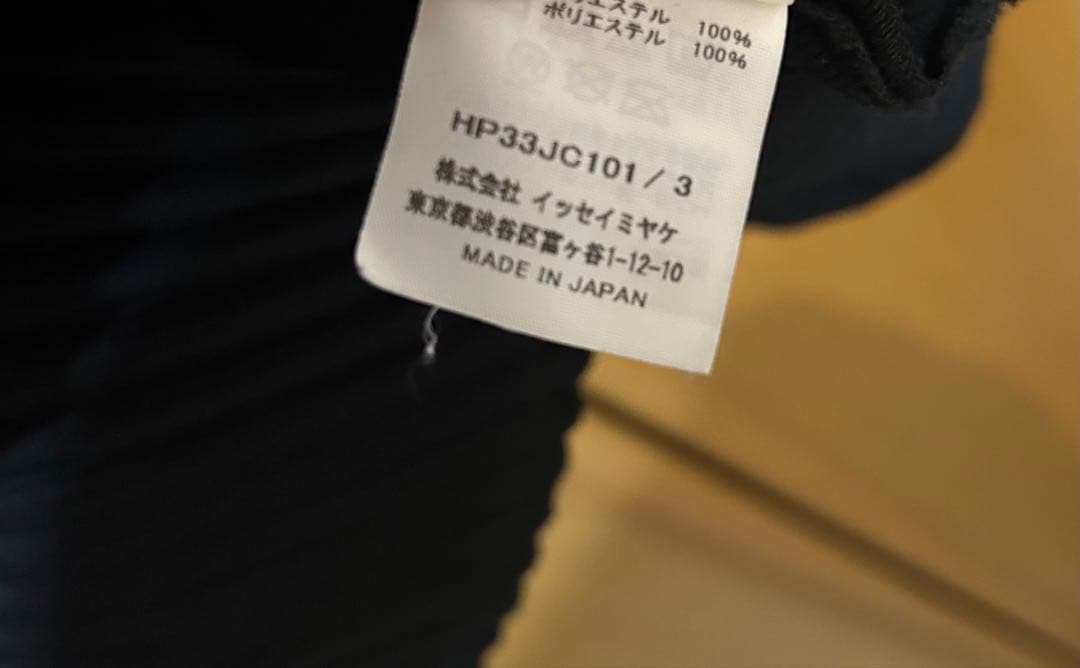 ポリエステル 100%
ポリエステル 100%
HP33JC101 / 3
株式会社 イッセイミヤケ
東京都渋谷区富ヶ谷1-12-10
MADE IN JAPAN